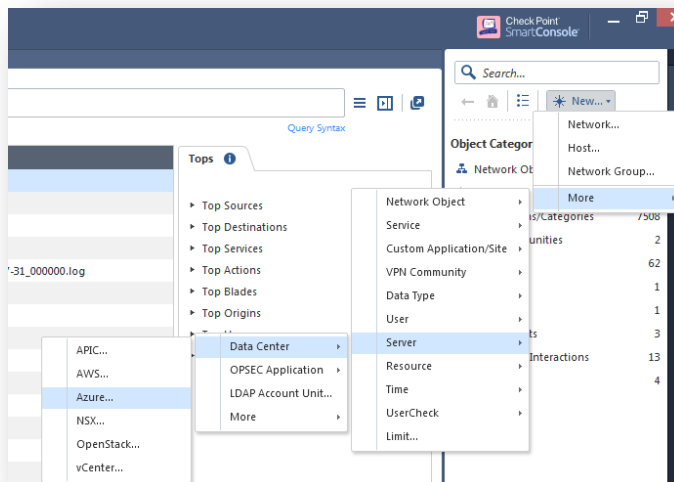 Check Point
SmartConsole
Search...
New...
Query Syntax
Network...
Host...
Network Group...
More
Object Categor
Network Ob
Tops
Top Sources
Top Destinations
Top Services
Top Actions
Top Blades
Top Origins
7-31_000000.log
Network Object
Service
Custom Application/Site
VPN Community
Data Type
User
Server
Resource
Time
UserCheck
Limit...
ns/Categories 7508
unities 2
62
1
1
ts 3
Interactions 13
4
Data Center
OPSEC Application
LDAP Account Unit...
More
APIC...
AWS...
Azure...
NSX...
OpenStack...
vCenter...